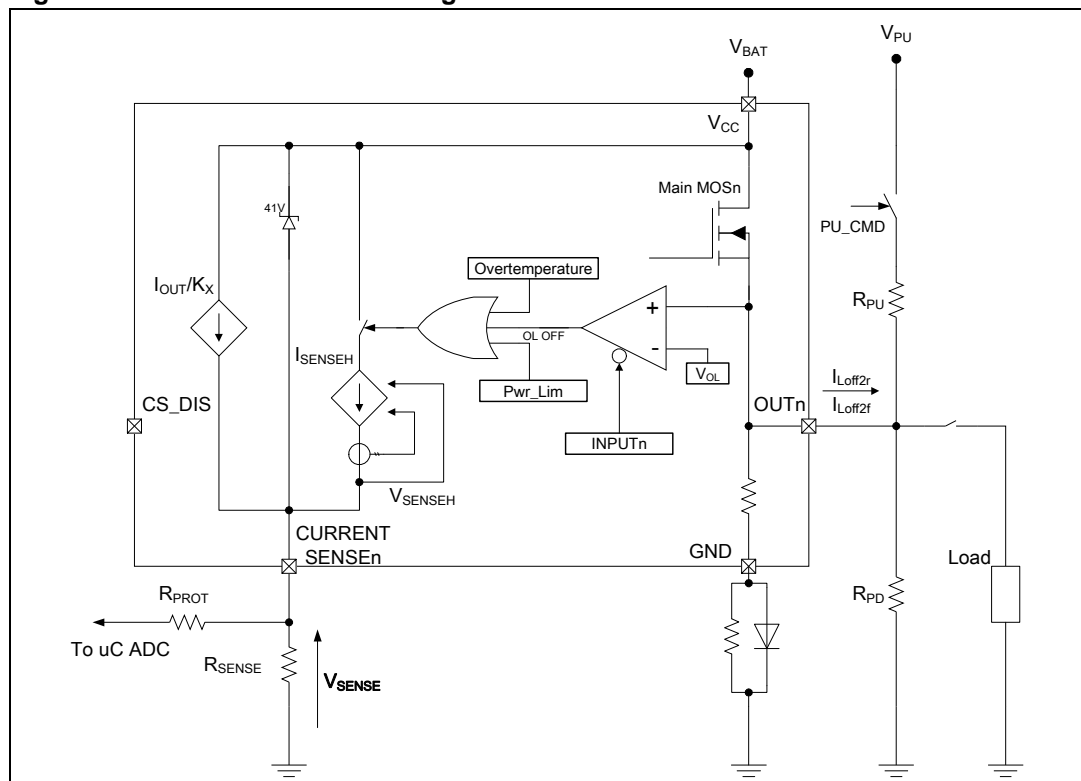 V_BAT
V_PU
V_CC
Main MOSn
41V
PU_CMD
Overtemperature
I_OUT/K_X
R_PU
+
OL OFF
-
I_SENSEH
V_OL
Pwr_Lim
I_Loff2r
CS_DIS
OUTn
I_Loff2f
INPUTn
V_SENSEH
CURRENT
SENSEn
GND
Load
R_PROT
R_PD
To uC ADC
R_SENSE
V_SENSE